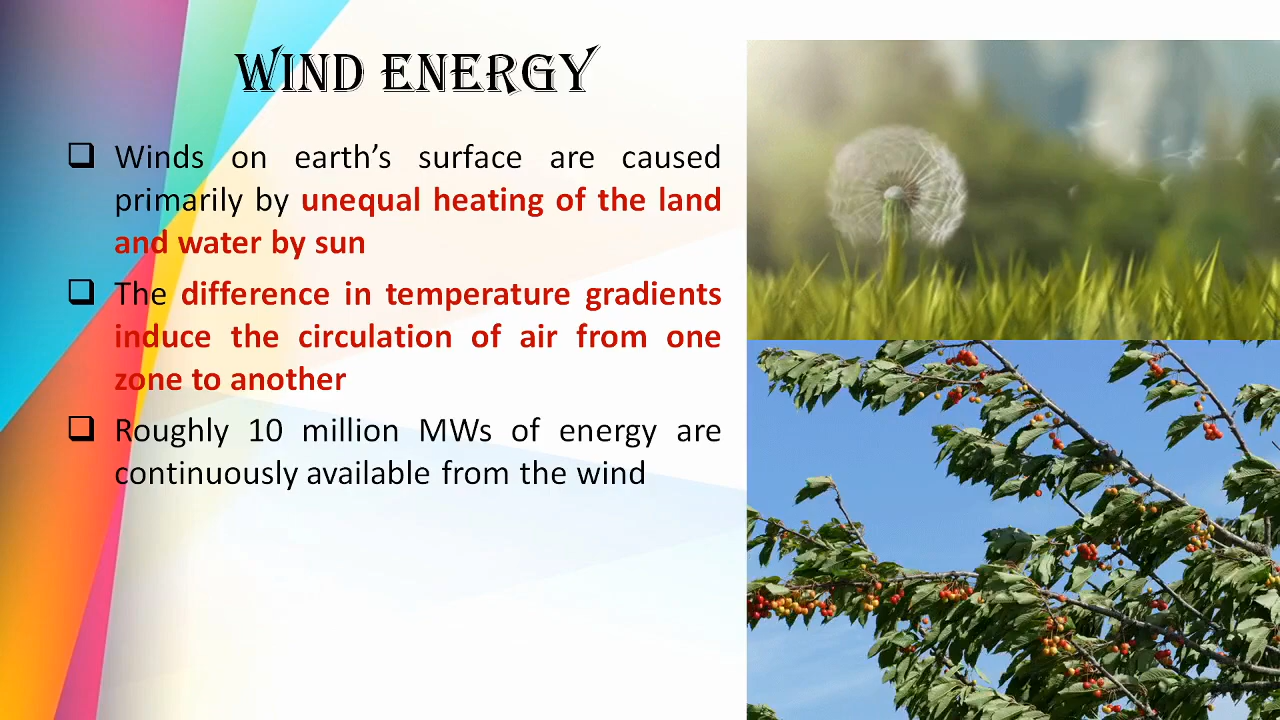 WIND ENERGY
Winds on earth’s surface are caused
primarily by unequal heating of the land
and water by sun
The difference in temperature gradients
induce the circulation of air from one
zone to another
Roughly 10 million MWs of energy are
continuously available from the wind